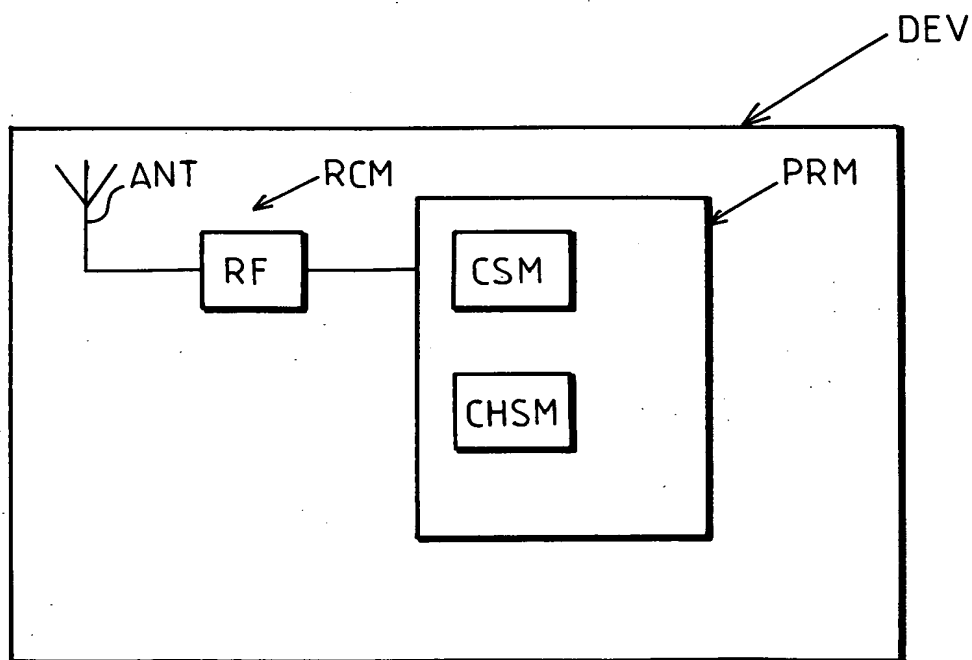 DEV
ANT
RCM
PRM
RF
CSM
CHSM